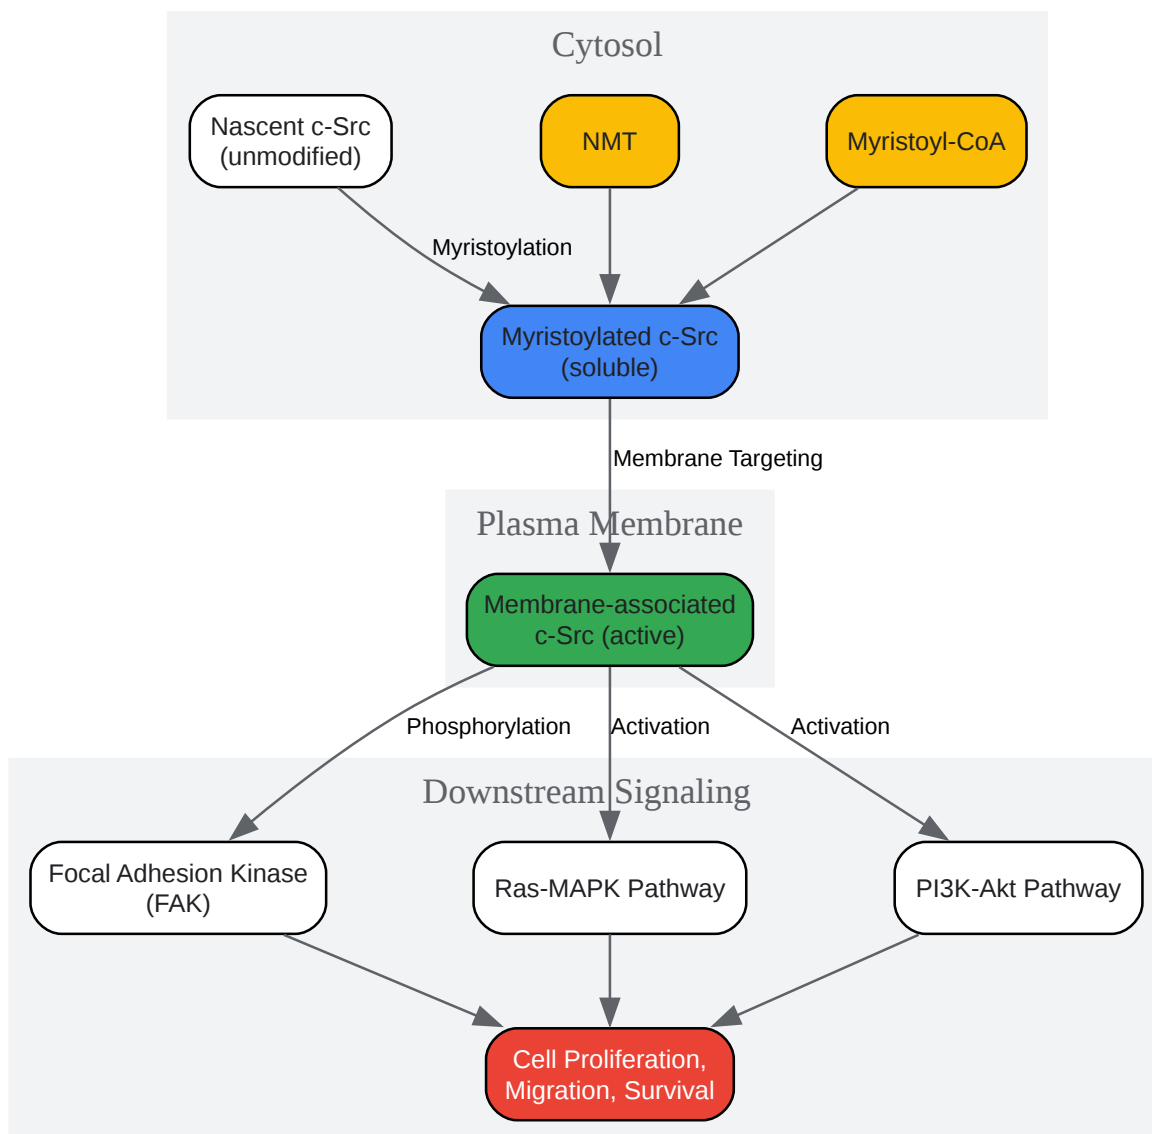 Cytosol
Nascent c-Src
(unmodified)
NMT
Myristoyl-CoA
Myristoylation
Myristoylated c-Src
(soluble)
Membrane Targeting
Plasma Membrane
Membrane-associated
c-Src (active)
Phosphorylation
Activation
Activation
Downstream Signaling
Focal Adhesion Kinase
(FAK)
Ras-MAPK Pathway
PI3K-Akt Pathway
Cell Proliferation,
Migration, Survival